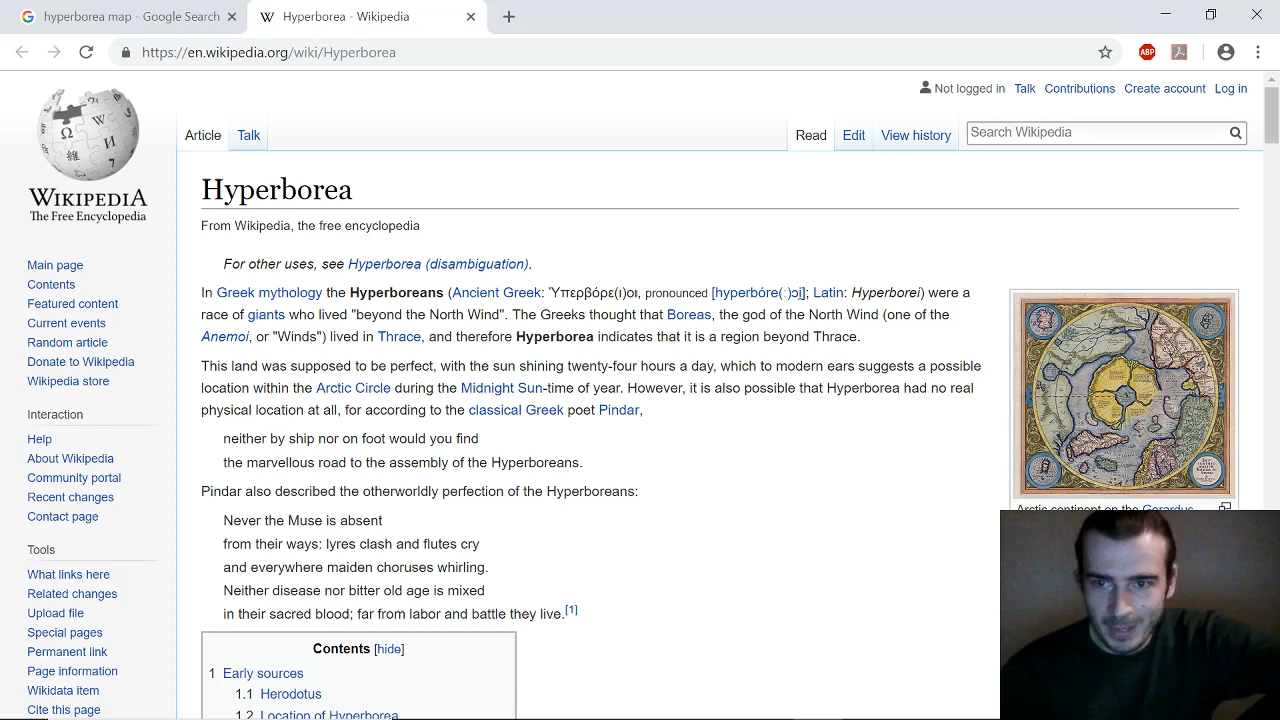 hyperborea map - Google Search
Hyperborea - Wikipedia
https://en.wikipedia.org/wiki/Hyperborea
ABP
Not logged in Talk Contributions Create account Log in
Article Talk Read Edit View history Search Wikipedia
WIKIPEDIA
The Free Encyclopedia
Main page
Contents
Featured content
Current events
Random article
Donate to Wikipedia
Wikipedia store
Interaction
Help
About Wikipedia
Community portal
Recent changes
Contact page
Tools
What links here
Related changes
Upload file
Special pages
Permanent link
Page information
Wikidata item
Cite this page
Hyperborea
From Wikipedia, the free encyclopedia
For other uses, see Hyperborea (disambiguation).
In Greek mythology the Hyperboreans (Ancient Greek: Ὑπερβόρε(ι)οι, pronounced [hyperbóre(ː)ɔi̯]; Latin: Hyperborei) were a
race of giants who lived "beyond the North Wind". The Greeks thought that Boreas, the god of the North Wind (one of the
Anemoi, or "Winds") lived in Thrace, and therefore Hyperborea indicates that it is a region beyond Thrace.
This land was supposed to be perfect, with the sun shining twenty-four hours a day, which to modern ears suggests a possible
location within the Arctic Circle during the Midnight Sun-time of year. However, it is also possible that Hyperborea had no real
physical location at all, for according to the classical Greek poet Pindar,
neither by ship nor on foot would you find
the marvellous road to the assembly of the Hyperboreans.
Pindar also described the otherworldly perfection of the Hyperboreans:
Never the Muse is absent
from their ways: lyres clash and flutes cry
and everywhere maiden choruses whirling.
Neither disease nor bitter old age is mixed
in their sacred blood; far from labor and battle they live.[1]
Contents [hide]
1 Early sources
1.1 Herodotus
1.2 Location of Hyperborea
Arctic continent on the Gerardus